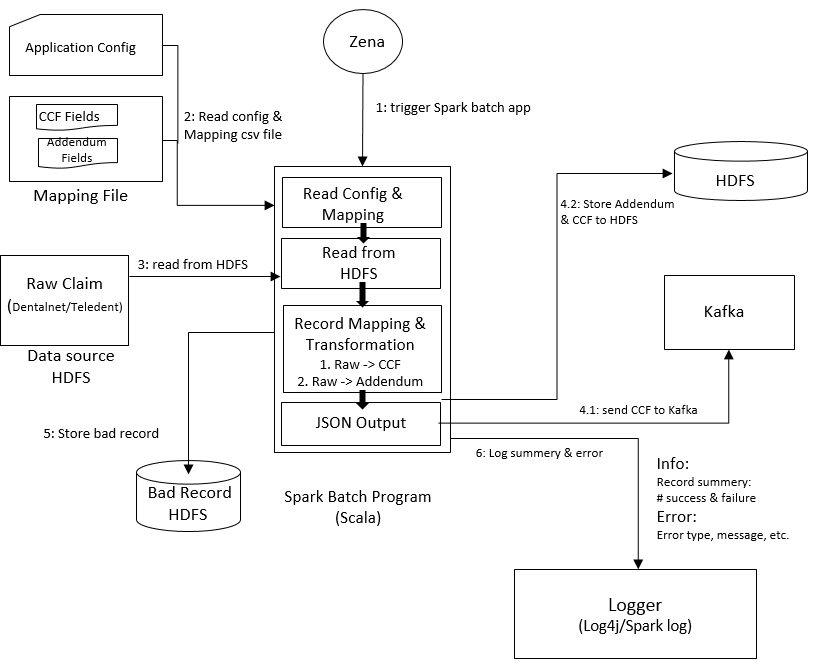 Application Config
Zena
1: trigger Spark batch app
CCF Fields
Addendum
Fields
Mapping File
2: Read config &
Mapping csv file
Read Config &
Mapping
Read from
HDFS
Record Mapping &
Transformation
1. Raw -> CCF
2. Raw -> Addendum
JSON Output
Spark Batch Program
(Scala)
3: read from HDFS
Raw Claim
(Dentalnet/Teledent)
Data source
HDFS
HDFS
4.2: Store Addendum
& CCF to HDFS
Kafka
4.1: send CCF to Kafka
5: Store bad record
Bad Record
HDFS
6: Log summery & error
Info:
Record summery:
# success & failure
Error:
Error type, message, etc.
Logger
(Log4j/Spark log)